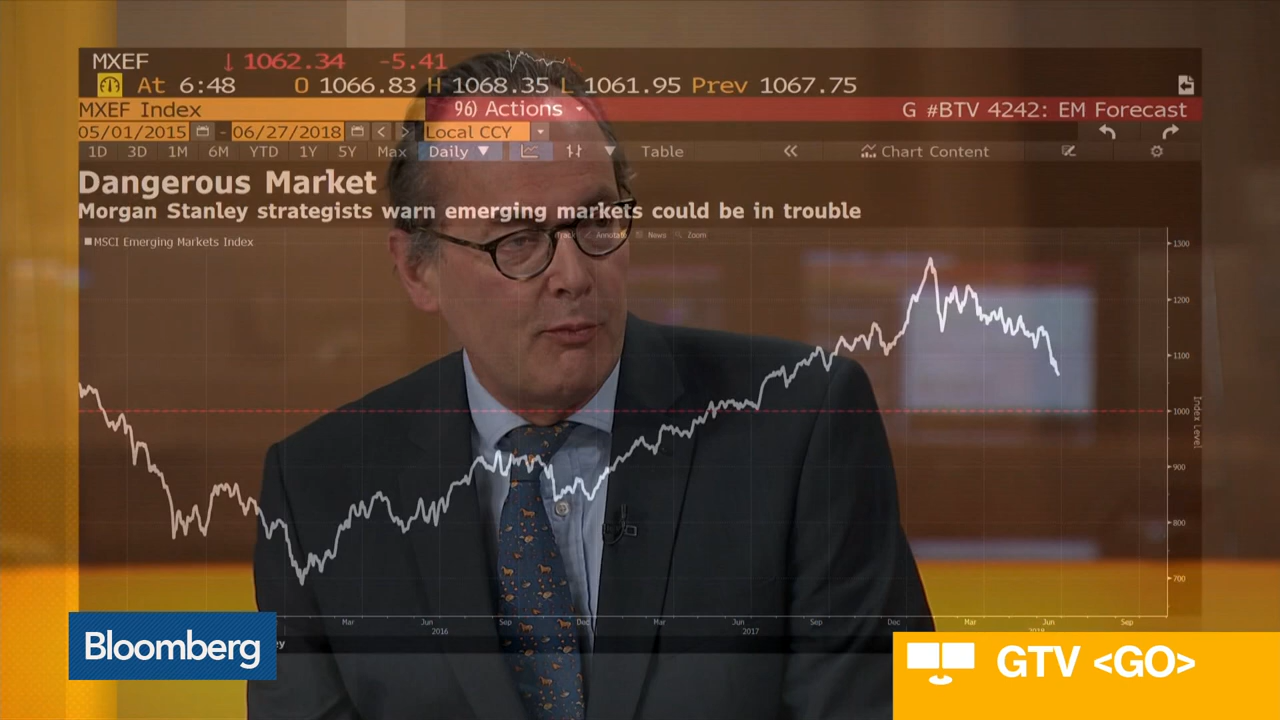 MXEF ↓ 1062.34 -5.41
At 6:48 O 1066.83 H 1068.35 L 1061.95 Prev 1067.75
MXEF Index 96) Actions G #BTV 4242: EM Forecast
05/01/2015 - 06/27/2018 < > Local CCY
1D 3D 1M 6M YTD 1Y 5Y Max Daily ▼ Table << Chart Content
Dangerous Market
Morgan Stanley strategists warn emerging markets could be in trouble
Track Annotate News Zoom
MSCI Emerging Markets Index
1300
1200
1100
1000
900
800
700
Index Level
Mar Jun Sep Dec Mar Jun Sep Dec Mar Jun Sep
2016 2017 2018
Bloomberg
GTV <GO>